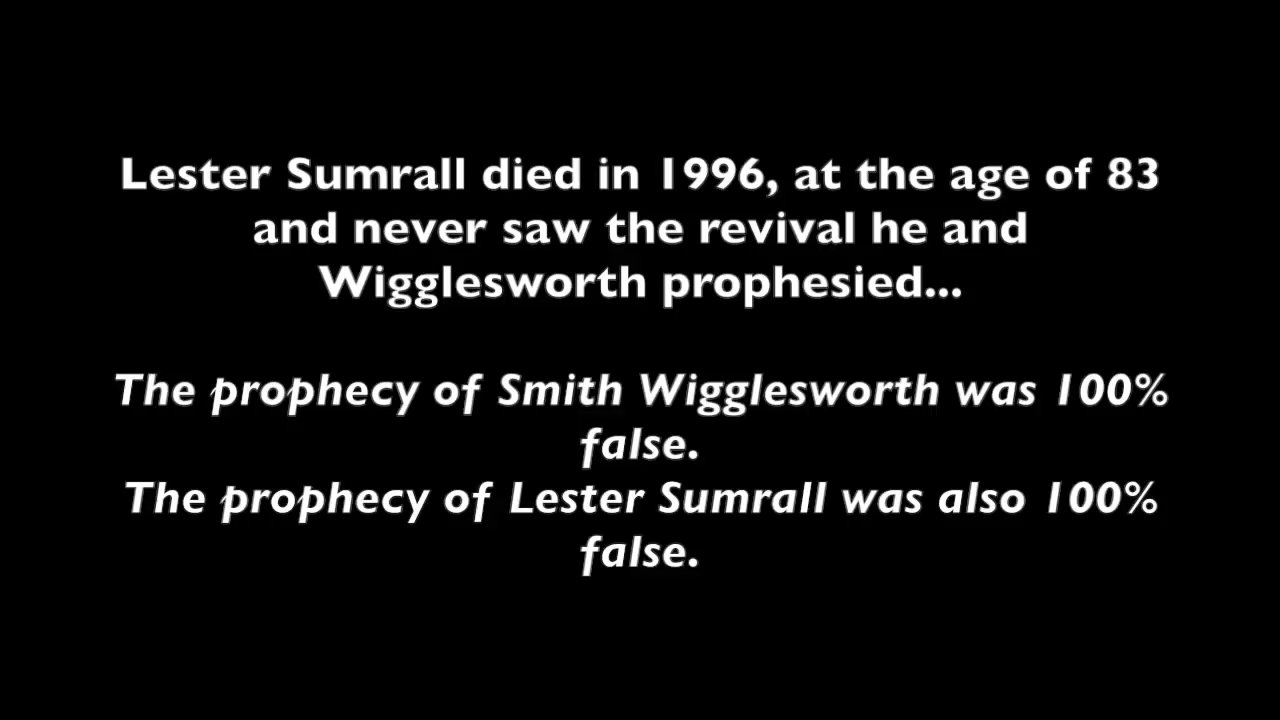 Lester Sumrall died in 1996, at the age of 83
and never saw the revival he and
Wigglesworth prophesied...
The prophecy of Smith Wigglesworth was 100%
false.
The prophecy of Lester Sumrall was also 100%
false.